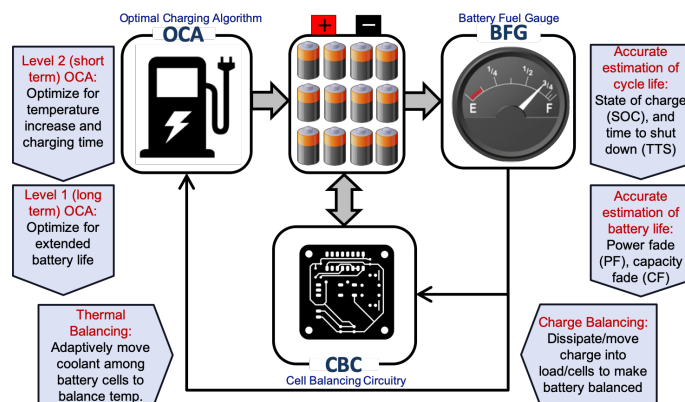 Optimal Charging Algorithm
OCA
+
−
Battery Fuel Gauge
BFG
Level 2 (short
term) OCA:
Optimize for
temperature
increase and
charging time
1/4
1/2
3/4
E
F
Accurate
estimation of
cycle life:
State of charge
(SOC), and
time to shut
down (TTS)
Level 1 (long
term) OCA:
Optimize for
extended
battery life
Accurate
estimation of
battery life:
Power fade
(PF), capacity
fade (CF)
Thermal
Balancing:
Adaptively move
coolant among
battery cells to
balance temp.
CBC
Cell Balancing Circuitry
Charge Balancing:
Dissipate/move
charge into
load/cells to make
battery balanced